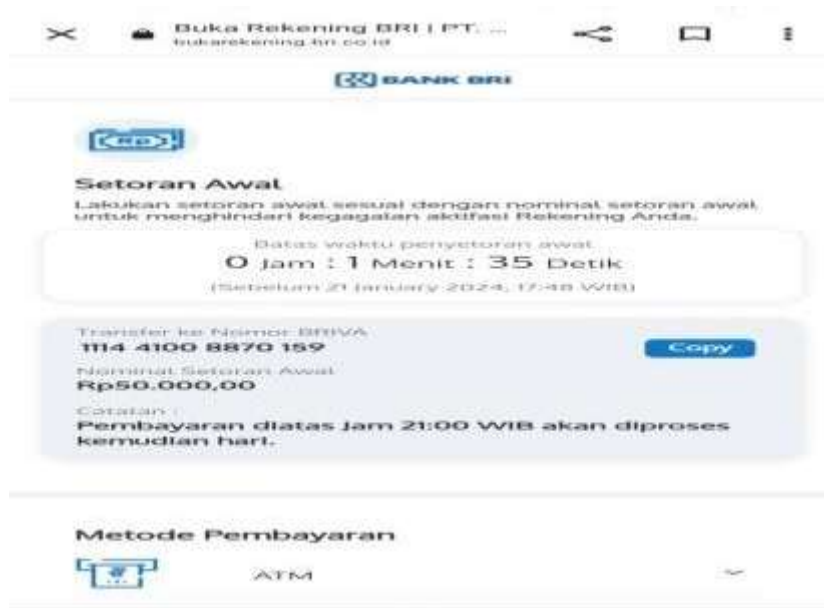 Buka Rekening BRI | PT. ...
bukarekening.bri.co.id
BANK BRI
Rp
Setoran Awal
Lakukan setoran awal sesuai dengan nominal setoran awal
untuk menghindari kegagalan aktifasi Rekening Anda.
Batas waktu penyetoran awal
0 Jam : 1 Menit : 35 Detik
(Sebelum 21 January 2024, 17:48 WIB)
Transfer ke Nomor BRIVA
1114 4100 8870 159
Copy
Nominal Setoran Awal
Rp50.000,00
Catatan :
Pembayaran diatas Jam 21:00 WIB akan diproses
kemudian hari.
Metode Pembayaran
ATM